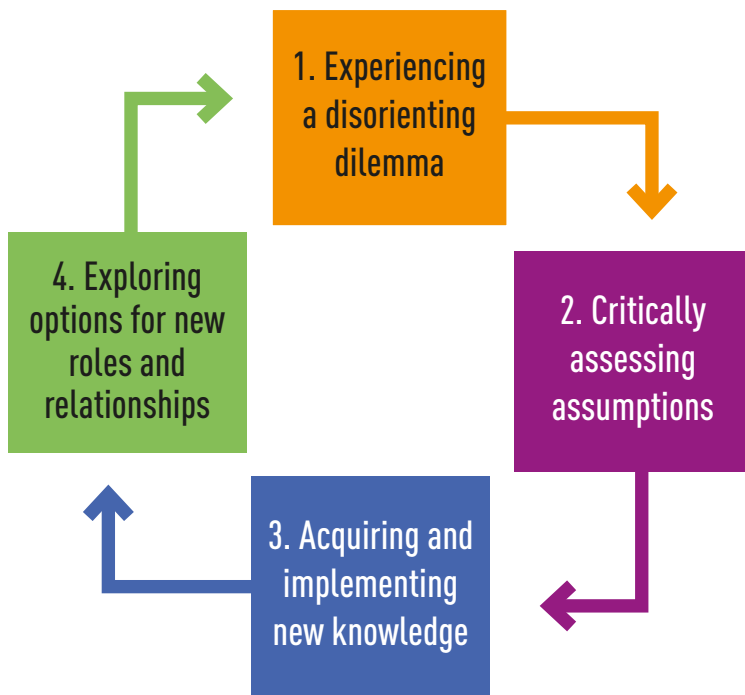 1. Experiencing
a disorienting
dilemma
2. Critically
assessing
assumptions
3. Acquiring and
implementing
new knowledge
4. Exploring
options for new
roles and
relationships